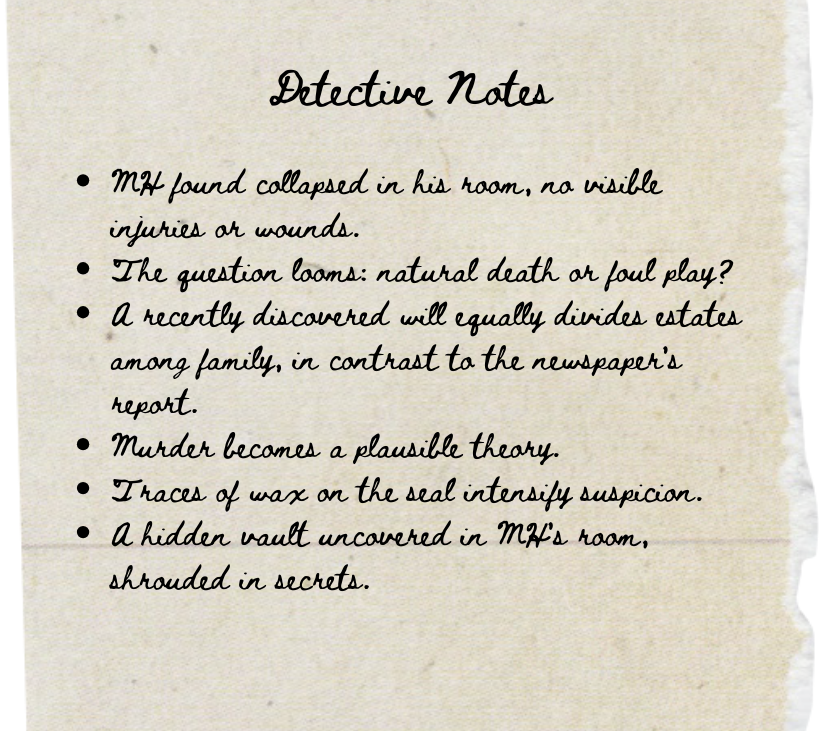 Detective Notes
• MH found collapsed in his room, no visible
injuries or wounds.
• The question looms: natural death or foul play?
• A recently discovered will equally divides estates
among family, in contrast to the newspaper's
report.
• Murder becomes a plausible theory.
• Traces of wax on the seal intensify suspicion.
• A hidden vault uncovered in MH's room,
shrouded in secrets.